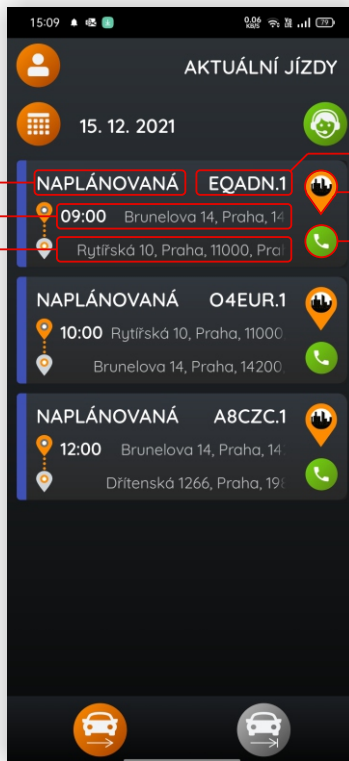 15:09 0.06 KB/S 79
AKTUÁLNÍ JÍZDY
15. 12. 2021
NAPLÁNOVANÁ EQADN.1
09:00 Brunelova 14, Praha, 14
Rytířská 10, Praha, 11000, Pra
NAPLÁNOVANÁ O4EUR.1
10:00 Rytířská 10, Praha, 11000
Brunelova 14, Praha, 14200,
NAPLÁNOVANÁ A8CZC.1
12:00 Brunelova 14, Praha, 14
Dřítenská 1266, Praha, 198